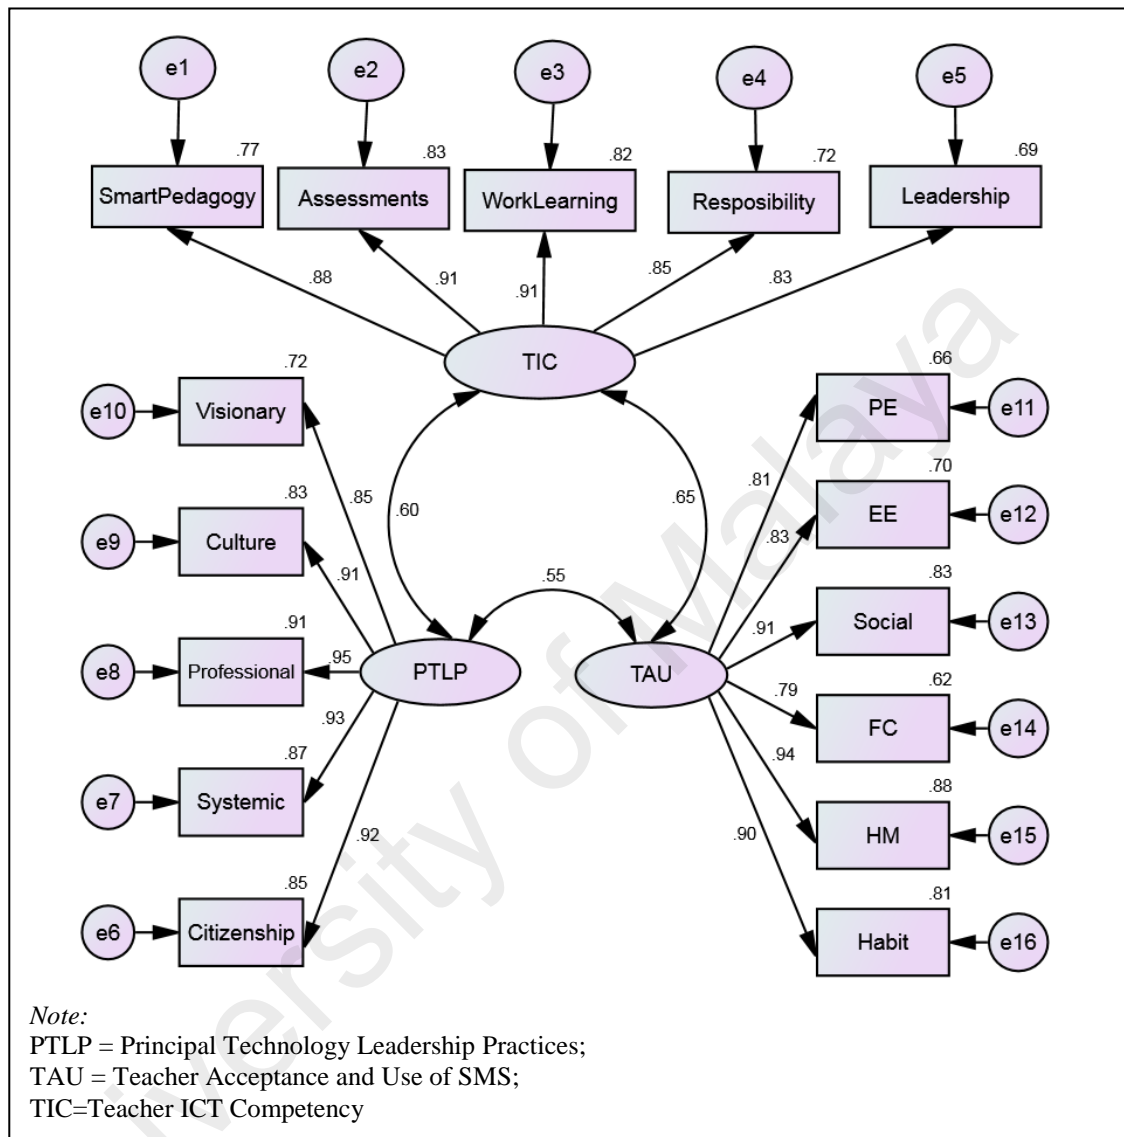 e1 e2 e3 e4 e5
.77 .83 .82 .72 .69
SmartPedagogy Assessments WorkLearning Resposibility Leadership
.88 .91 .91 .85 .83
TIC
.72 .66
e10 Visionary PE e11
.85 .81
.83 .70
e9 Culture EE e12
.60 .65
.91 .83
.55
.91 .83
e8 Professional .95 PTLP TAU .91 Social e13
.93 .79 .62
.87 FC e14
e7 Systemic .94 .88
.92 .90 HM e15
.85 .81
e6 Citizenship Habit e16
University of Malaya
Note:
PTLP = Principal Technology Leadership Practices;
TAU = Teacher Acceptance and Use of SMS;
TIC=Teacher ICT Competency